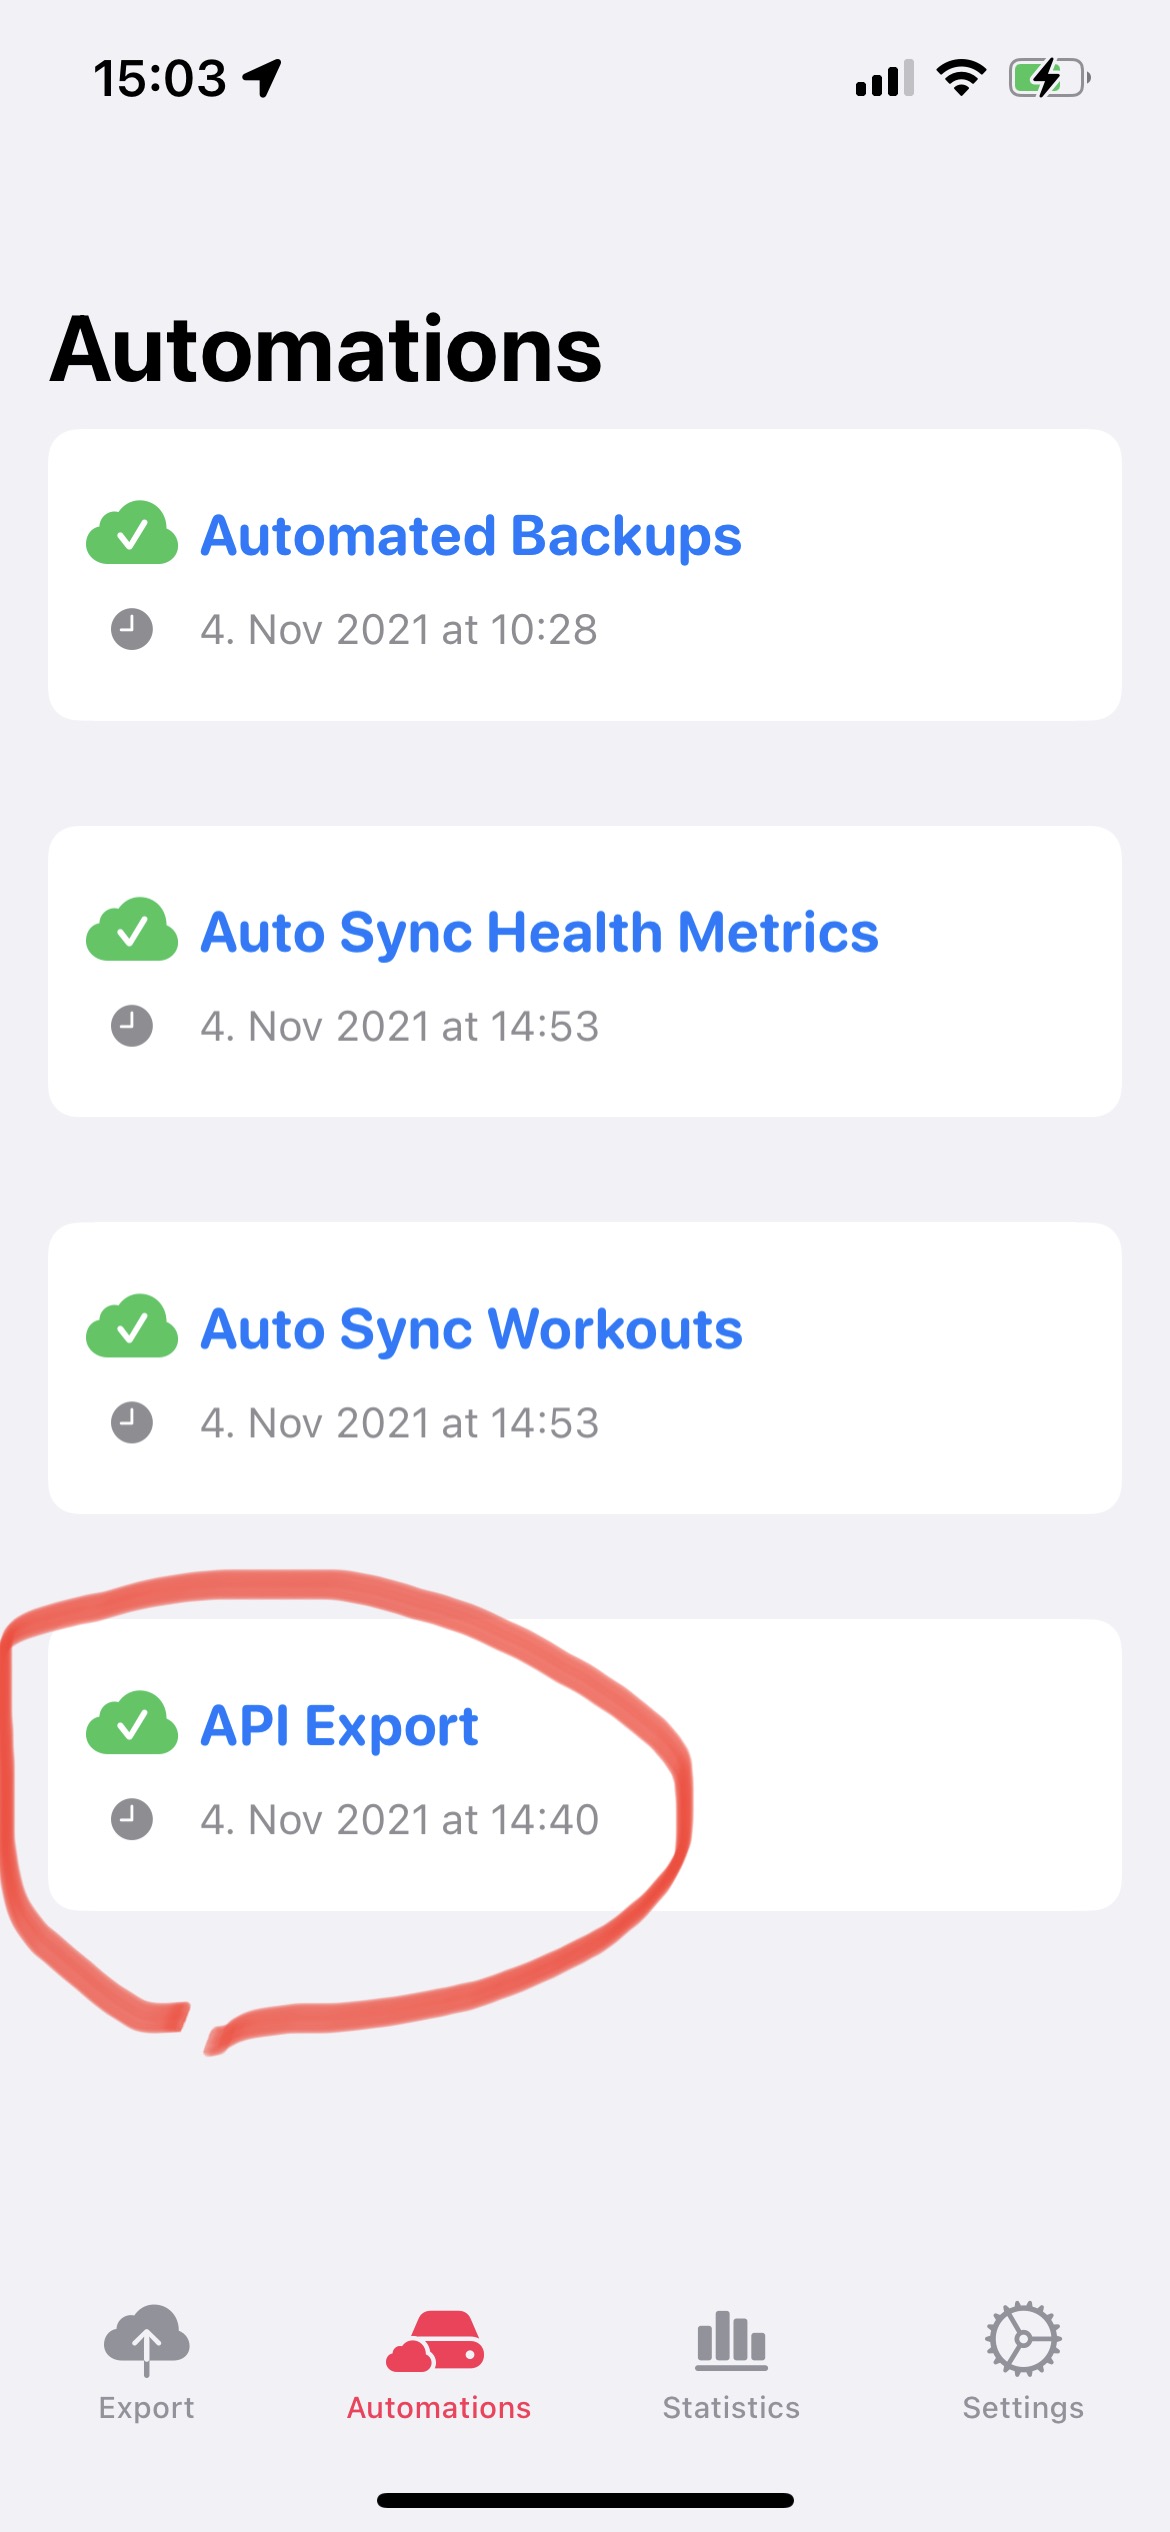 15:03
Automations
Automated Backups
4. Nov 2021 at 10:28
Auto Sync Health Metrics
4. Nov 2021 at 14:53
Auto Sync Workouts
4. Nov 2021 at 14:53
API Export
4. Nov 2021 at 14:40
Export
Automations
Statistics
Settings